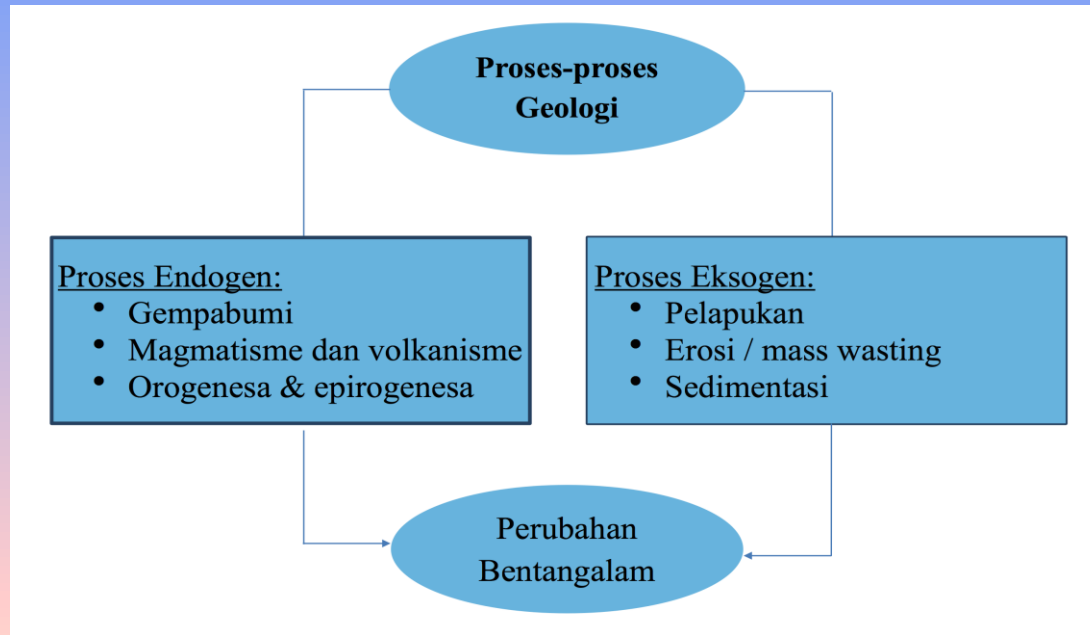 Proses-proses
Geologi
Proses Endogen:
• Gempabumi
• Magmatisme dan volkanisme
• Orogenesa & epirogenesa
Proses Eksogen:
• Pelapukan
• Erosi / mass wasting
• Sedimentasi
Perubahan
Bentangalam